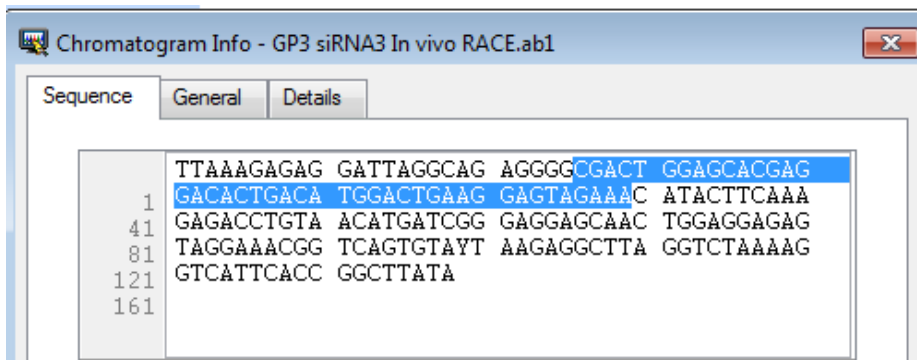 Chromatogram Info - GP3 siRNA3 In vivo RACE.ab1
Sequence General Details
TTAAAGAGAG GATTAGGCAG AGGGGCGACT GGAGCACGAG
1 GACACTGACA TGGACTGAAG GAGTAGAAAC ATACTTCAAA
41 GAGACCTGTA ACATGATCGG GAGGAGCAAC TGGAGGAGAG
81 TAGGAAACGG TCAGTGTAYT AAGAGGCTTA GGTCTAAAAG
121 GTCATTCACC GGCTTATA
161